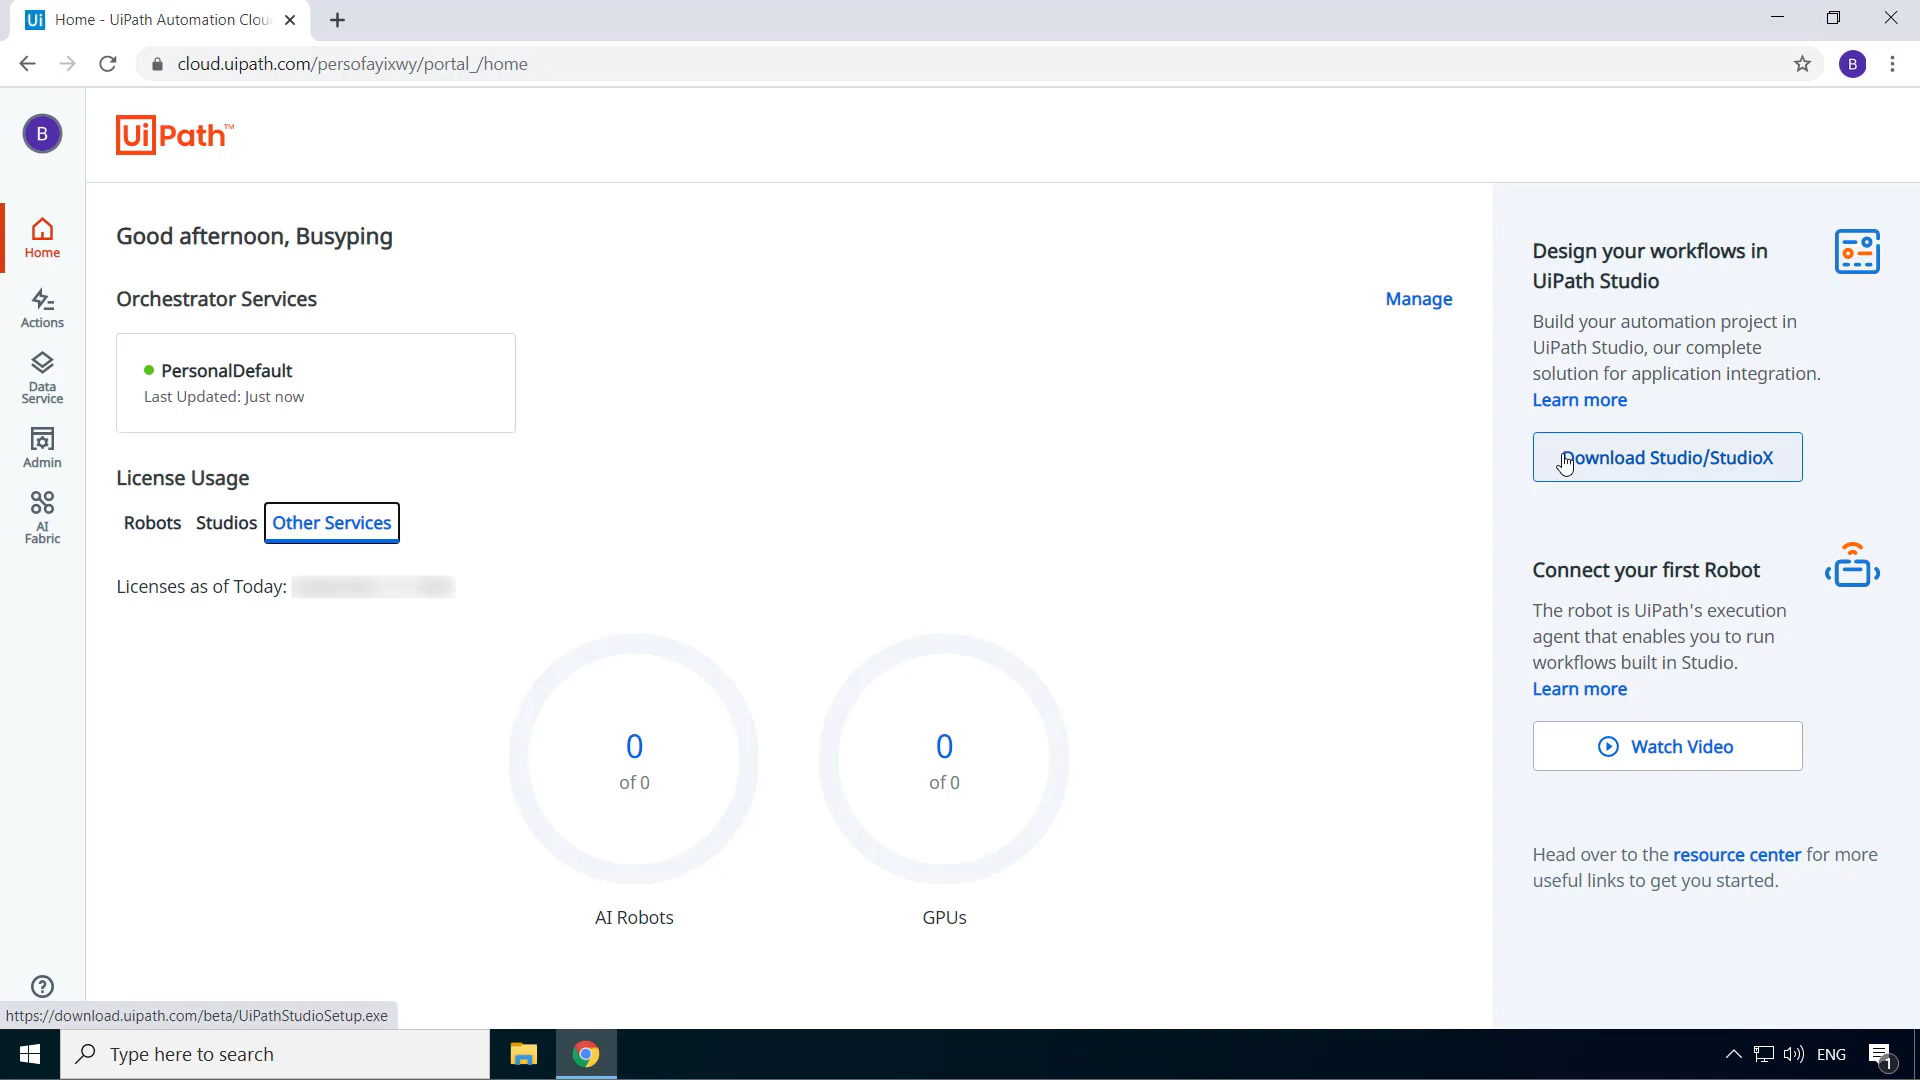 Home - UiPath Automation Clou
cloud.uipath.com/persofayixwy/portal_/home
B
B
UiPath™
Home
Actions
Data
Service
Admin
AI
Fabric
Good afternoon, Busyping
Orchestrator Services
Manage
PersonalDefault
Last Updated: Just now
License Usage
Robots Studios Other Services
Licenses as of Today:
0
of 0
AI Robots
0
of 0
GPUs
Design your workflows in
UiPath Studio
Build your automation project in
UiPath Studio, our complete
solution for application integration.
Learn more
Download Studio/StudioX
Connect your first Robot
The robot is UiPath's execution
agent that enables you to run
workflows built in Studio.
Learn more
Watch Video
Head over to the resource center for more
useful links to get you started.
https://download.uipath.com/beta/UiPathStudioSetup.exe
Type here to search
ENG
1